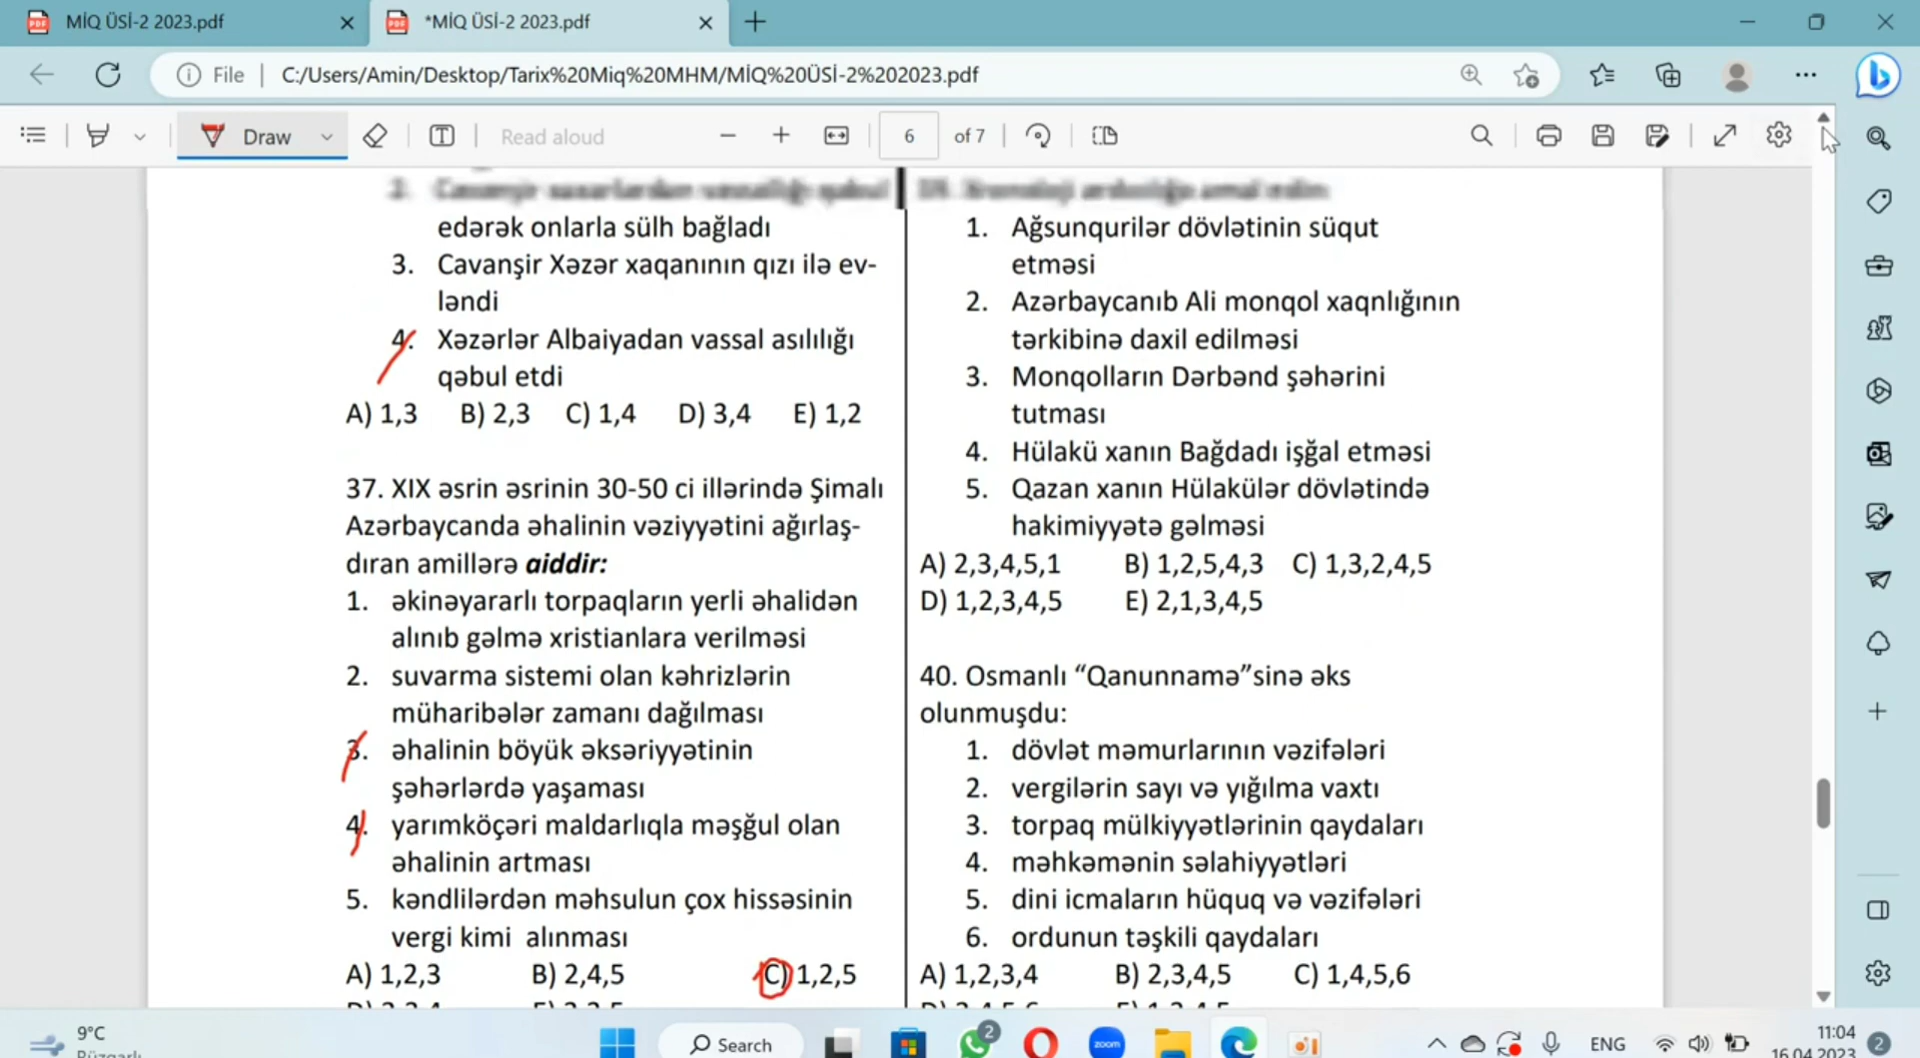 MİQ ÜSİ-2 2023.pdf
*MİQ ÜSİ-2 2023.pdf
File
C:/Users/Amin/Desktop/Tarix%20Miq%20MHM/MİQ%20ÜSİ-2%202023.pdf
Draw
Read aloud
6 of 7
edərək onlarla sülh bağladı
3. Cavanşir Xəzər xaqanının qızı ilə ev-
ləndi
4. Xəzərlər Albaiyadan vassal asılılığı
qəbul etdi
A) 1,3 B) 2,3 C) 1,4 D) 3,4 E) 1,2
37. XIX əsrin əsrinin 30-50 ci illərində Şimalı
Azərbaycanda əhalinin vəziyyətini ağırlaş-
dıran amillərə aiddir:
1. əkinəyararlı torpaqların yerli əhalidən
alınıb gəlmə xristianlara verilməsi
2. suvarma sistemi olan kəhrizlərin
müharibələr zamanı dağılması
3. əhalinin böyük əksəriyyətinin
şəhərlərdə yaşaması
4. yarımköçəri maldarlıqla məşğul olan
əhalinin artması
5. kəndlilərdən məhsulun çox hissəsinin
vergi kimi alınması
A) 1,2,3 B) 2,4,5 C) 1,2,5
1. Ağsunqurilər dövlətinin süqut
etməsi
2. Azərbaycanıb Ali monqol xaqnlığının
tərkibinə daxil edilməsi
3. Monqolların Dərbənd şəhərini
tutması
4. Hülakü xanın Bağdadı işğal etməsi
5. Qazan xanın Hülakülər dövlətində
hakimiyyətə gəlməsi
A) 2,3,4,5,1 B) 1,2,5,4,3 C) 1,3,2,4,5
D) 1,2,3,4,5 E) 2,1,3,4,5
40. Osmanlı “Qanunnamə”sinə əks
olunmuşdu:
1. dövlət məmurlarının vəzifələri
2. vergilərin sayı və yığılma vaxtı
3. torpaq mülkiyyətlərinin qaydaları
4. məhkəmənin səlahiyyətləri
5. dini icmaların hüquq və vəzifələri
6. ordunun təşkili qaydaları
A) 1,2,3,4 B) 2,3,4,5 C) 1,4,5,6
9°C
Search
2
zoom
ENG
11:04
16.04.2023
2